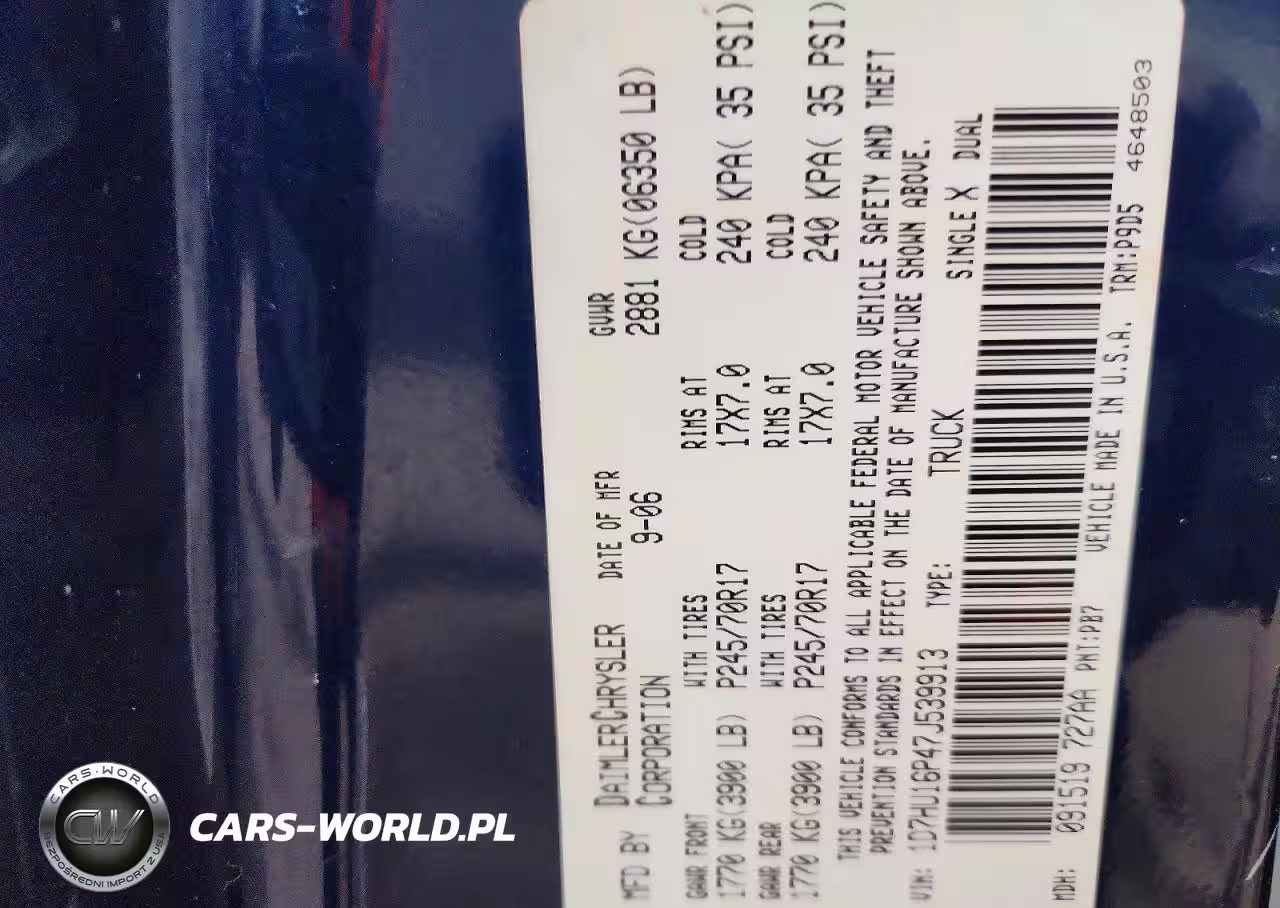 MFD BY DAIMLERCHRYSLER CORPORATION
DATE OF MFR
9-06
GVWR
2881 KG(06350 LB)
GAWR FRONT WITH TIRES RIMS AT COLD
1770 KG(3900 LB) P245/70R17 17X7.0 240 KPA( 35 PSI)
GAWR REAR WITH TIRES RIMS AT COLD
1770 KG(3900 LB) P245/70R17 17X7.0 240 KPA( 35 PSI)
THIS VEHICLE CONFORMS TO ALL APPLICABLE FEDERAL MOTOR VEHICLE SAFETY AND THEFT
PREVENTION STANDARDS IN EFFECT ON THE DATE OF MANUFACTURE SHOWN ABOVE.
VIN: 1D7HU16P47J539913 TYPE: TRUCK SINGLE X DUAL
MDH: 091519 727AA PNT:PB7 VEHICLE MADE IN U.S.A. TRM:P9D5
4648503
CARS-WORLD
CW
BEZPOŚREDNI IMPORT Z USA
CARS-WORLD.PL